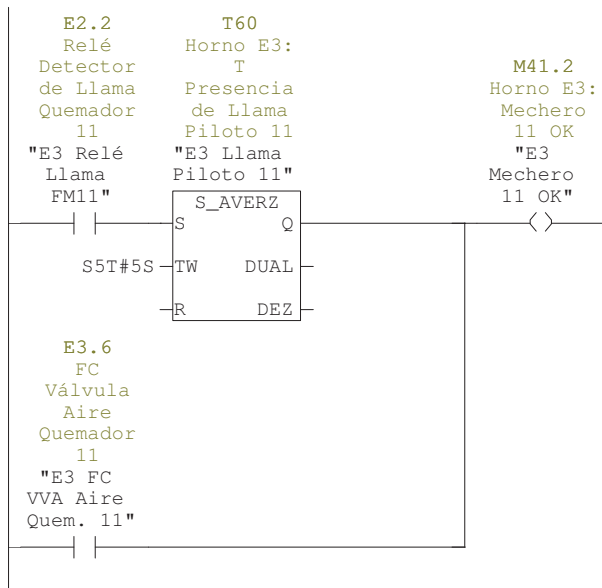 E2.2
Relé
Detector
de Llama
Quemador
11
"E3 Relé
Llama
FM11"
T60
Horno E3:
T
Presencia
de Llama
Piloto 11
"E3 Llama
Piloto 11"
M41.2
Horno E3:
Mechero
11 OK
"E3
Mechero
11 OK"
S_AVERZ
S Q
S5T#5S TW DUAL
R DEZ
E3.6
FC
Válvula
Aire
Quemador
11
"E3 FC
VVA Aire
Quem. 11"